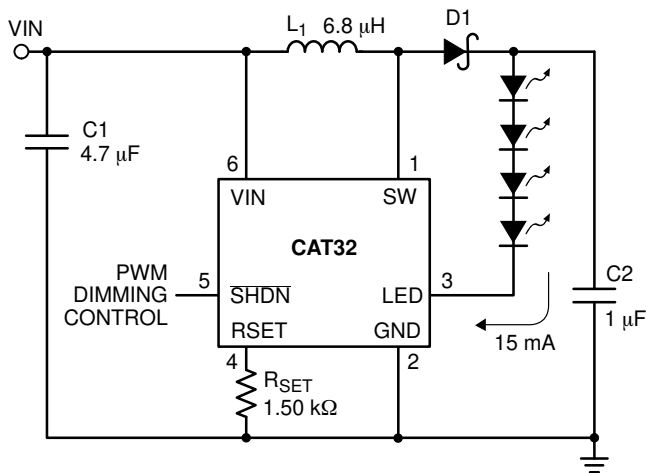 VIN
L1 6.8 μH
D1
C1
4.7 μF
6
1
VIN
SW
CAT32
PWM
DIMMING
CONTROL
5
SHDN
LED
3
C2
1 μF
RSET
GND
15 mA
4
2
RSET
1.50 kΩ